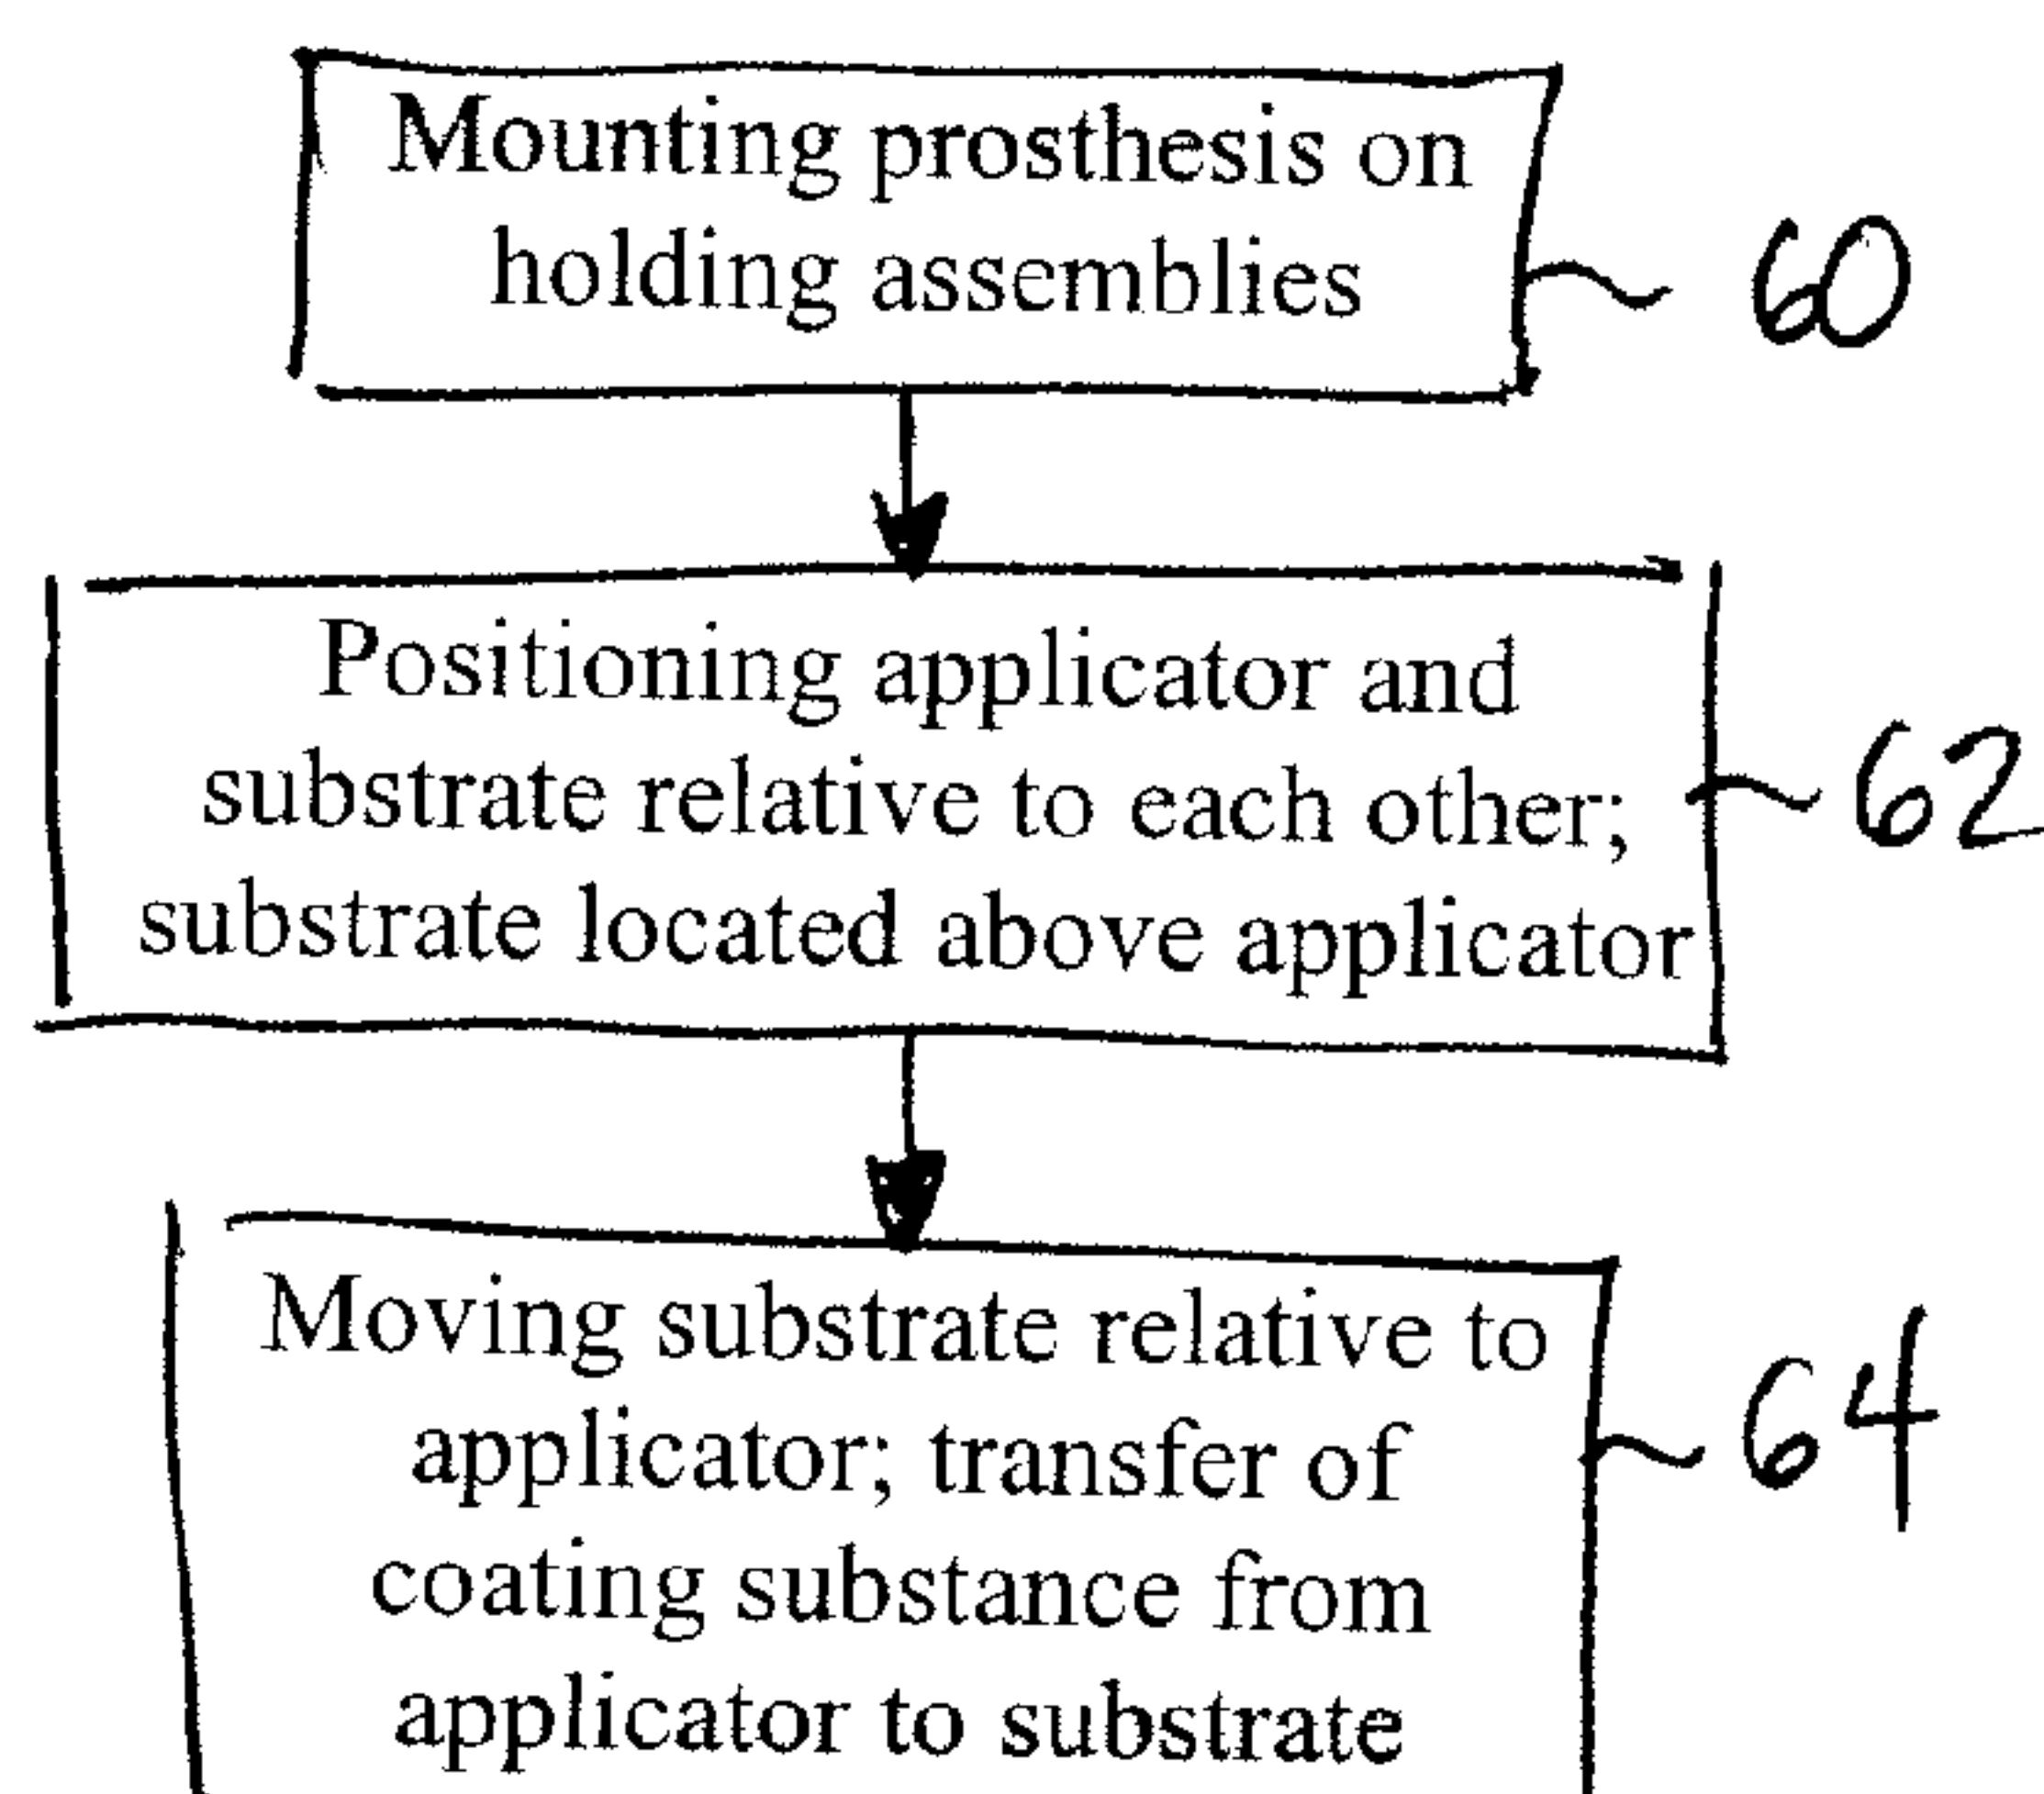 Mounting prosthesis on
holding assemblies
60
Positioning applicator and
substrate relative to each other;
substrate located above applicator
62
Moving substrate relative to
applicator; transfer of
coating substance from
applicator to substrate
64